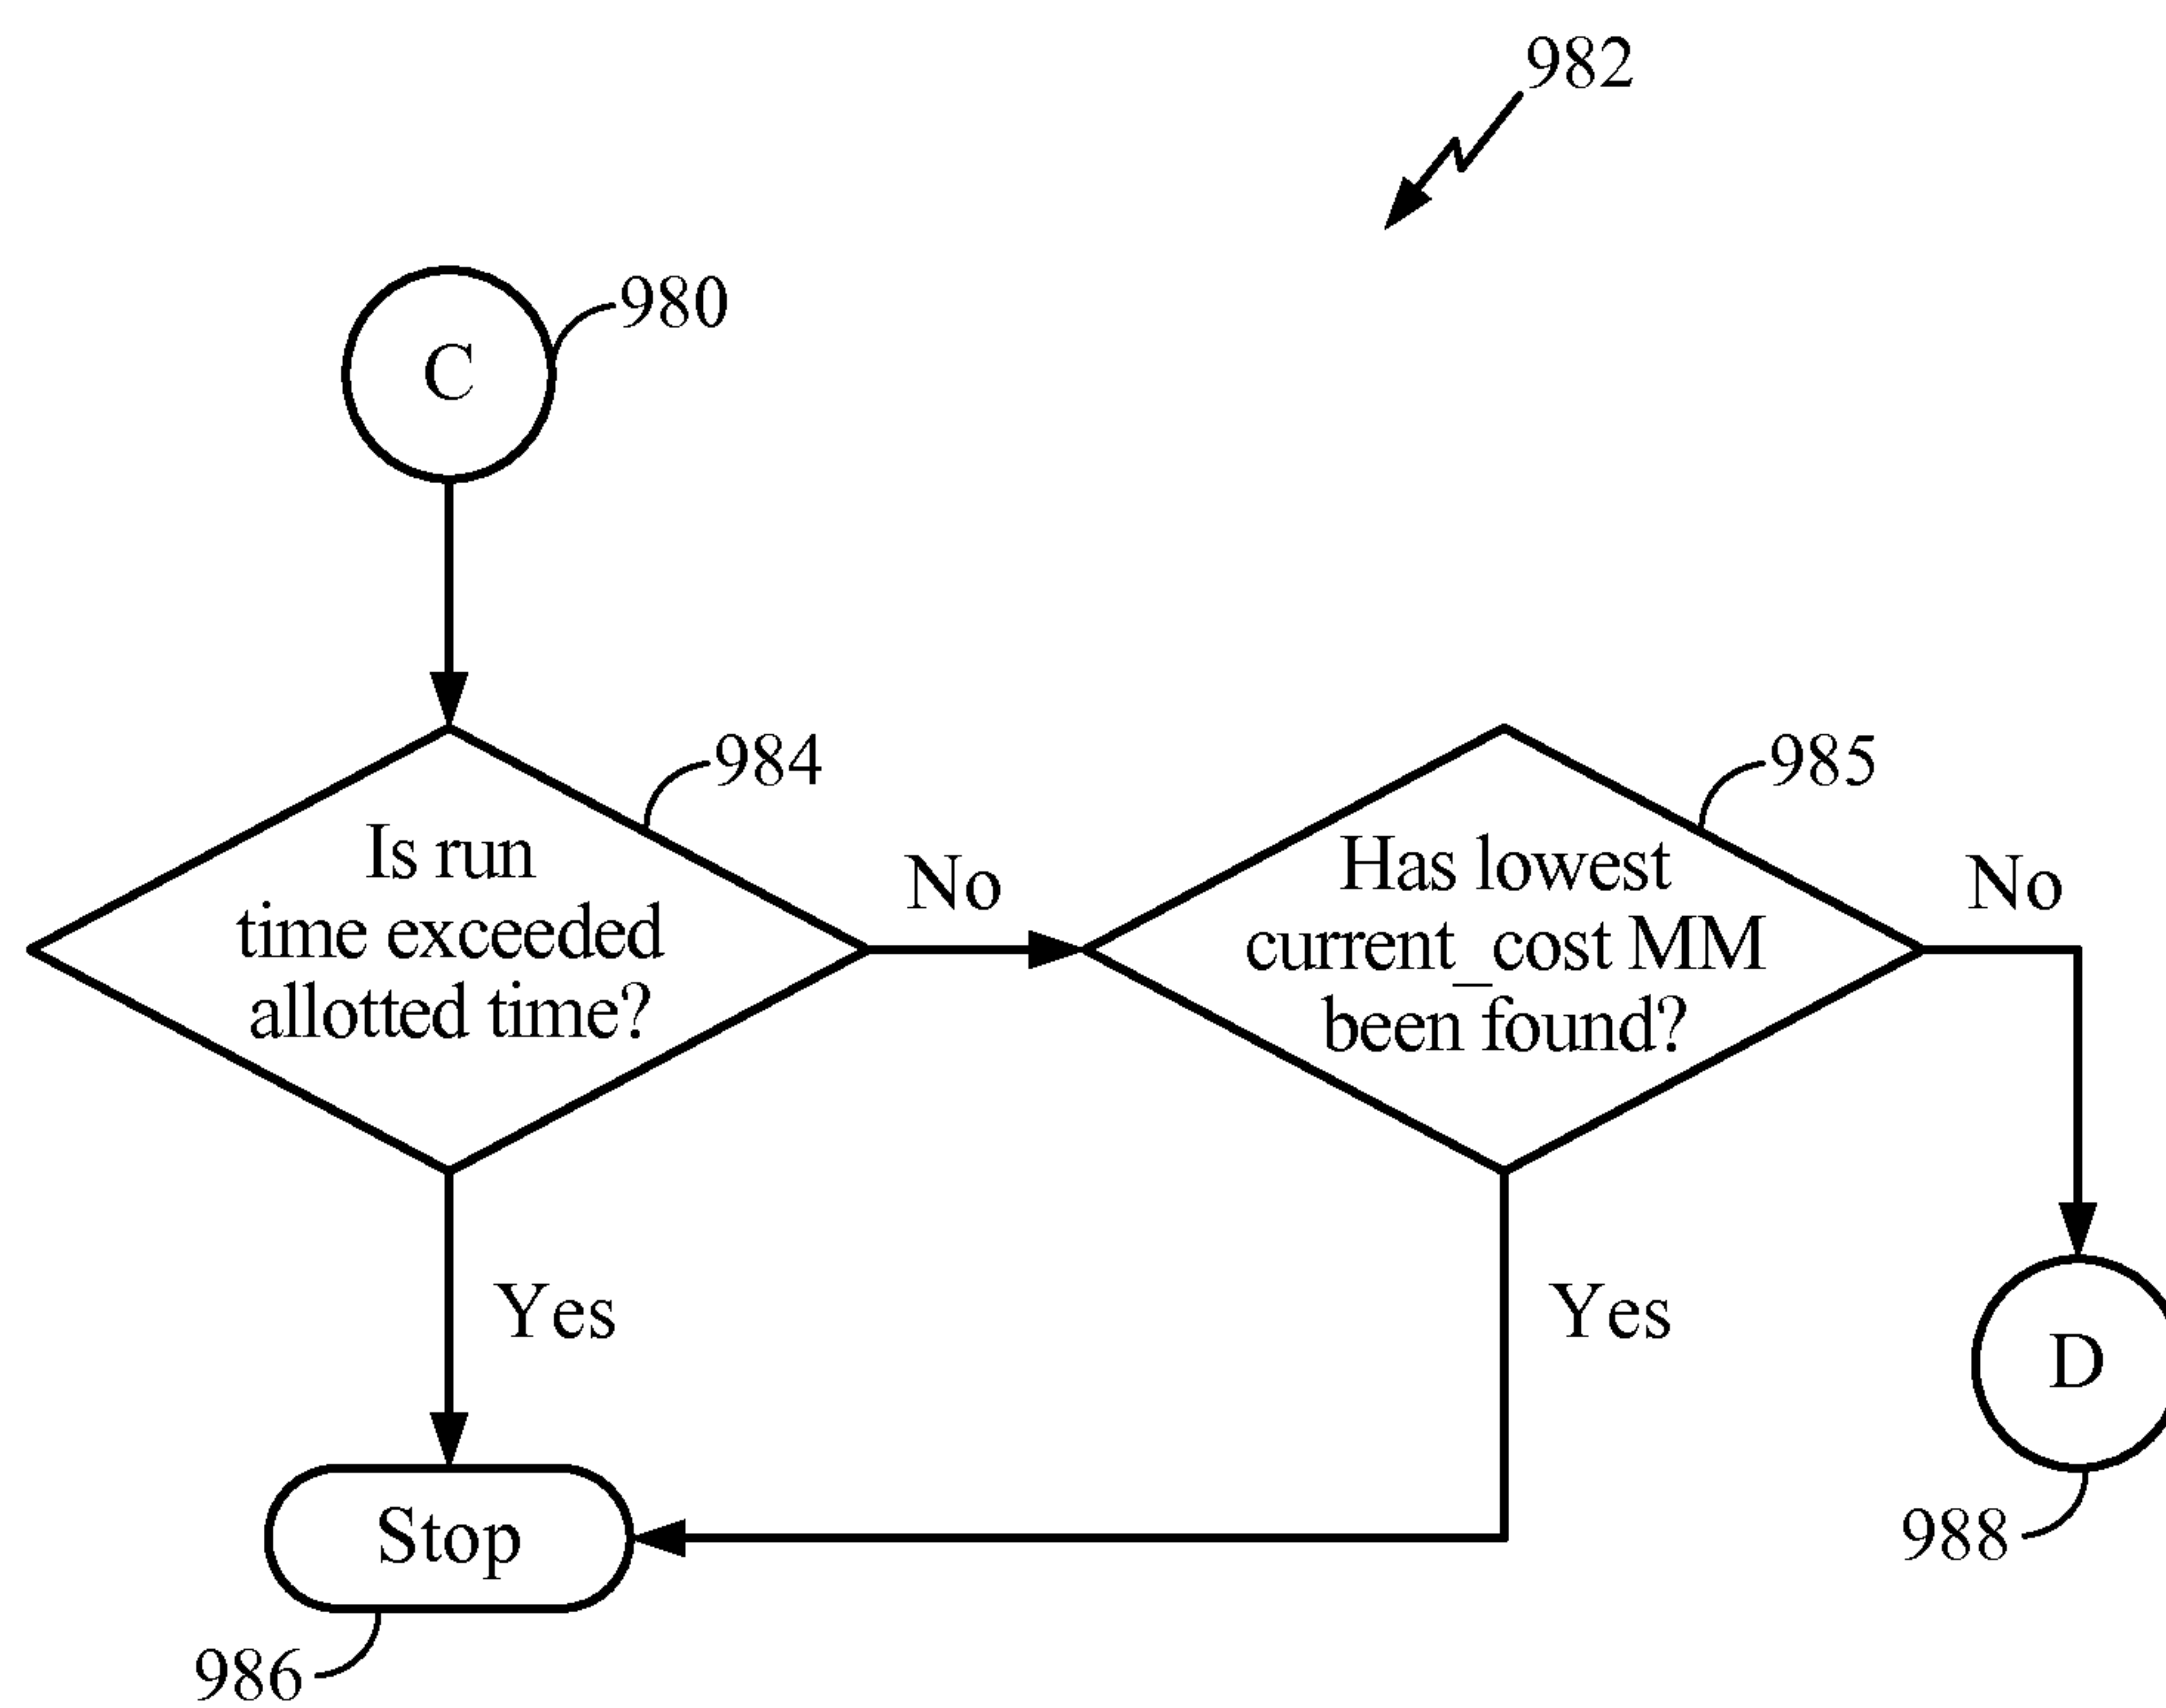 982
C
980
984
Is run
time exceeded
allotted time?
No
985
Has lowest
current_cost MM
been found?
No
Yes
Yes
D
Stop
988
986